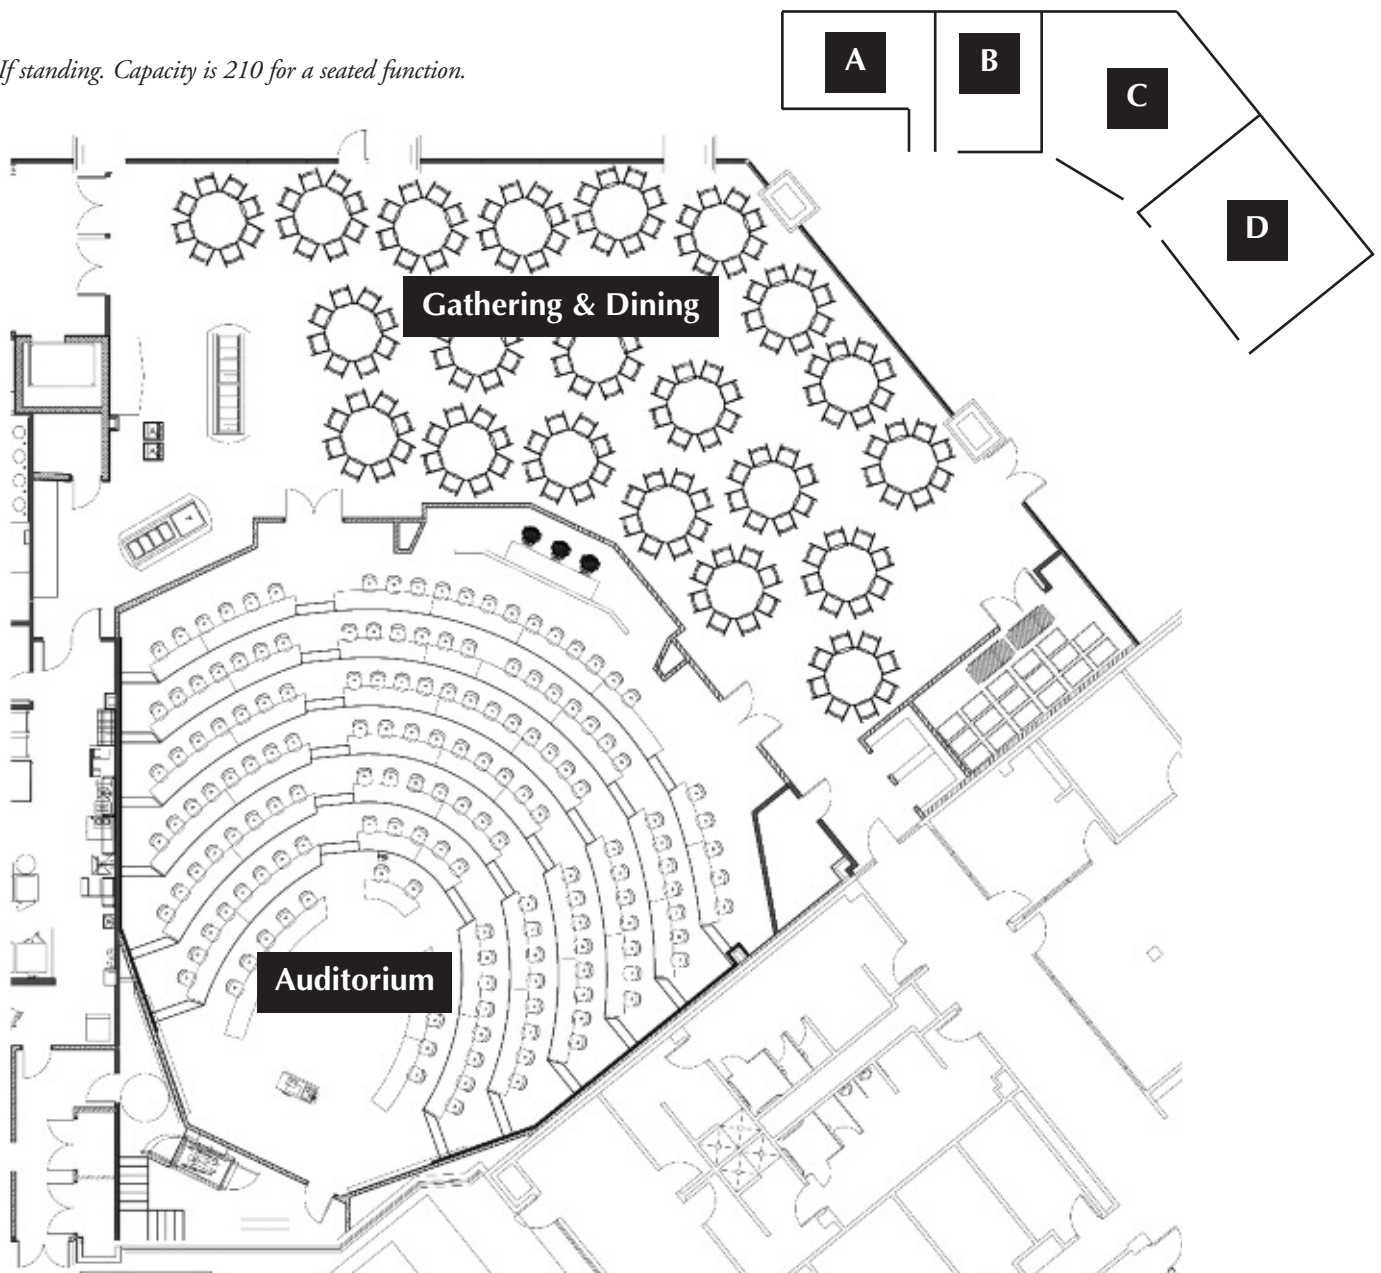 If standing. Capacity is 210 for a seated function.
A
B
C
D
Gathering & Dining
Auditorium